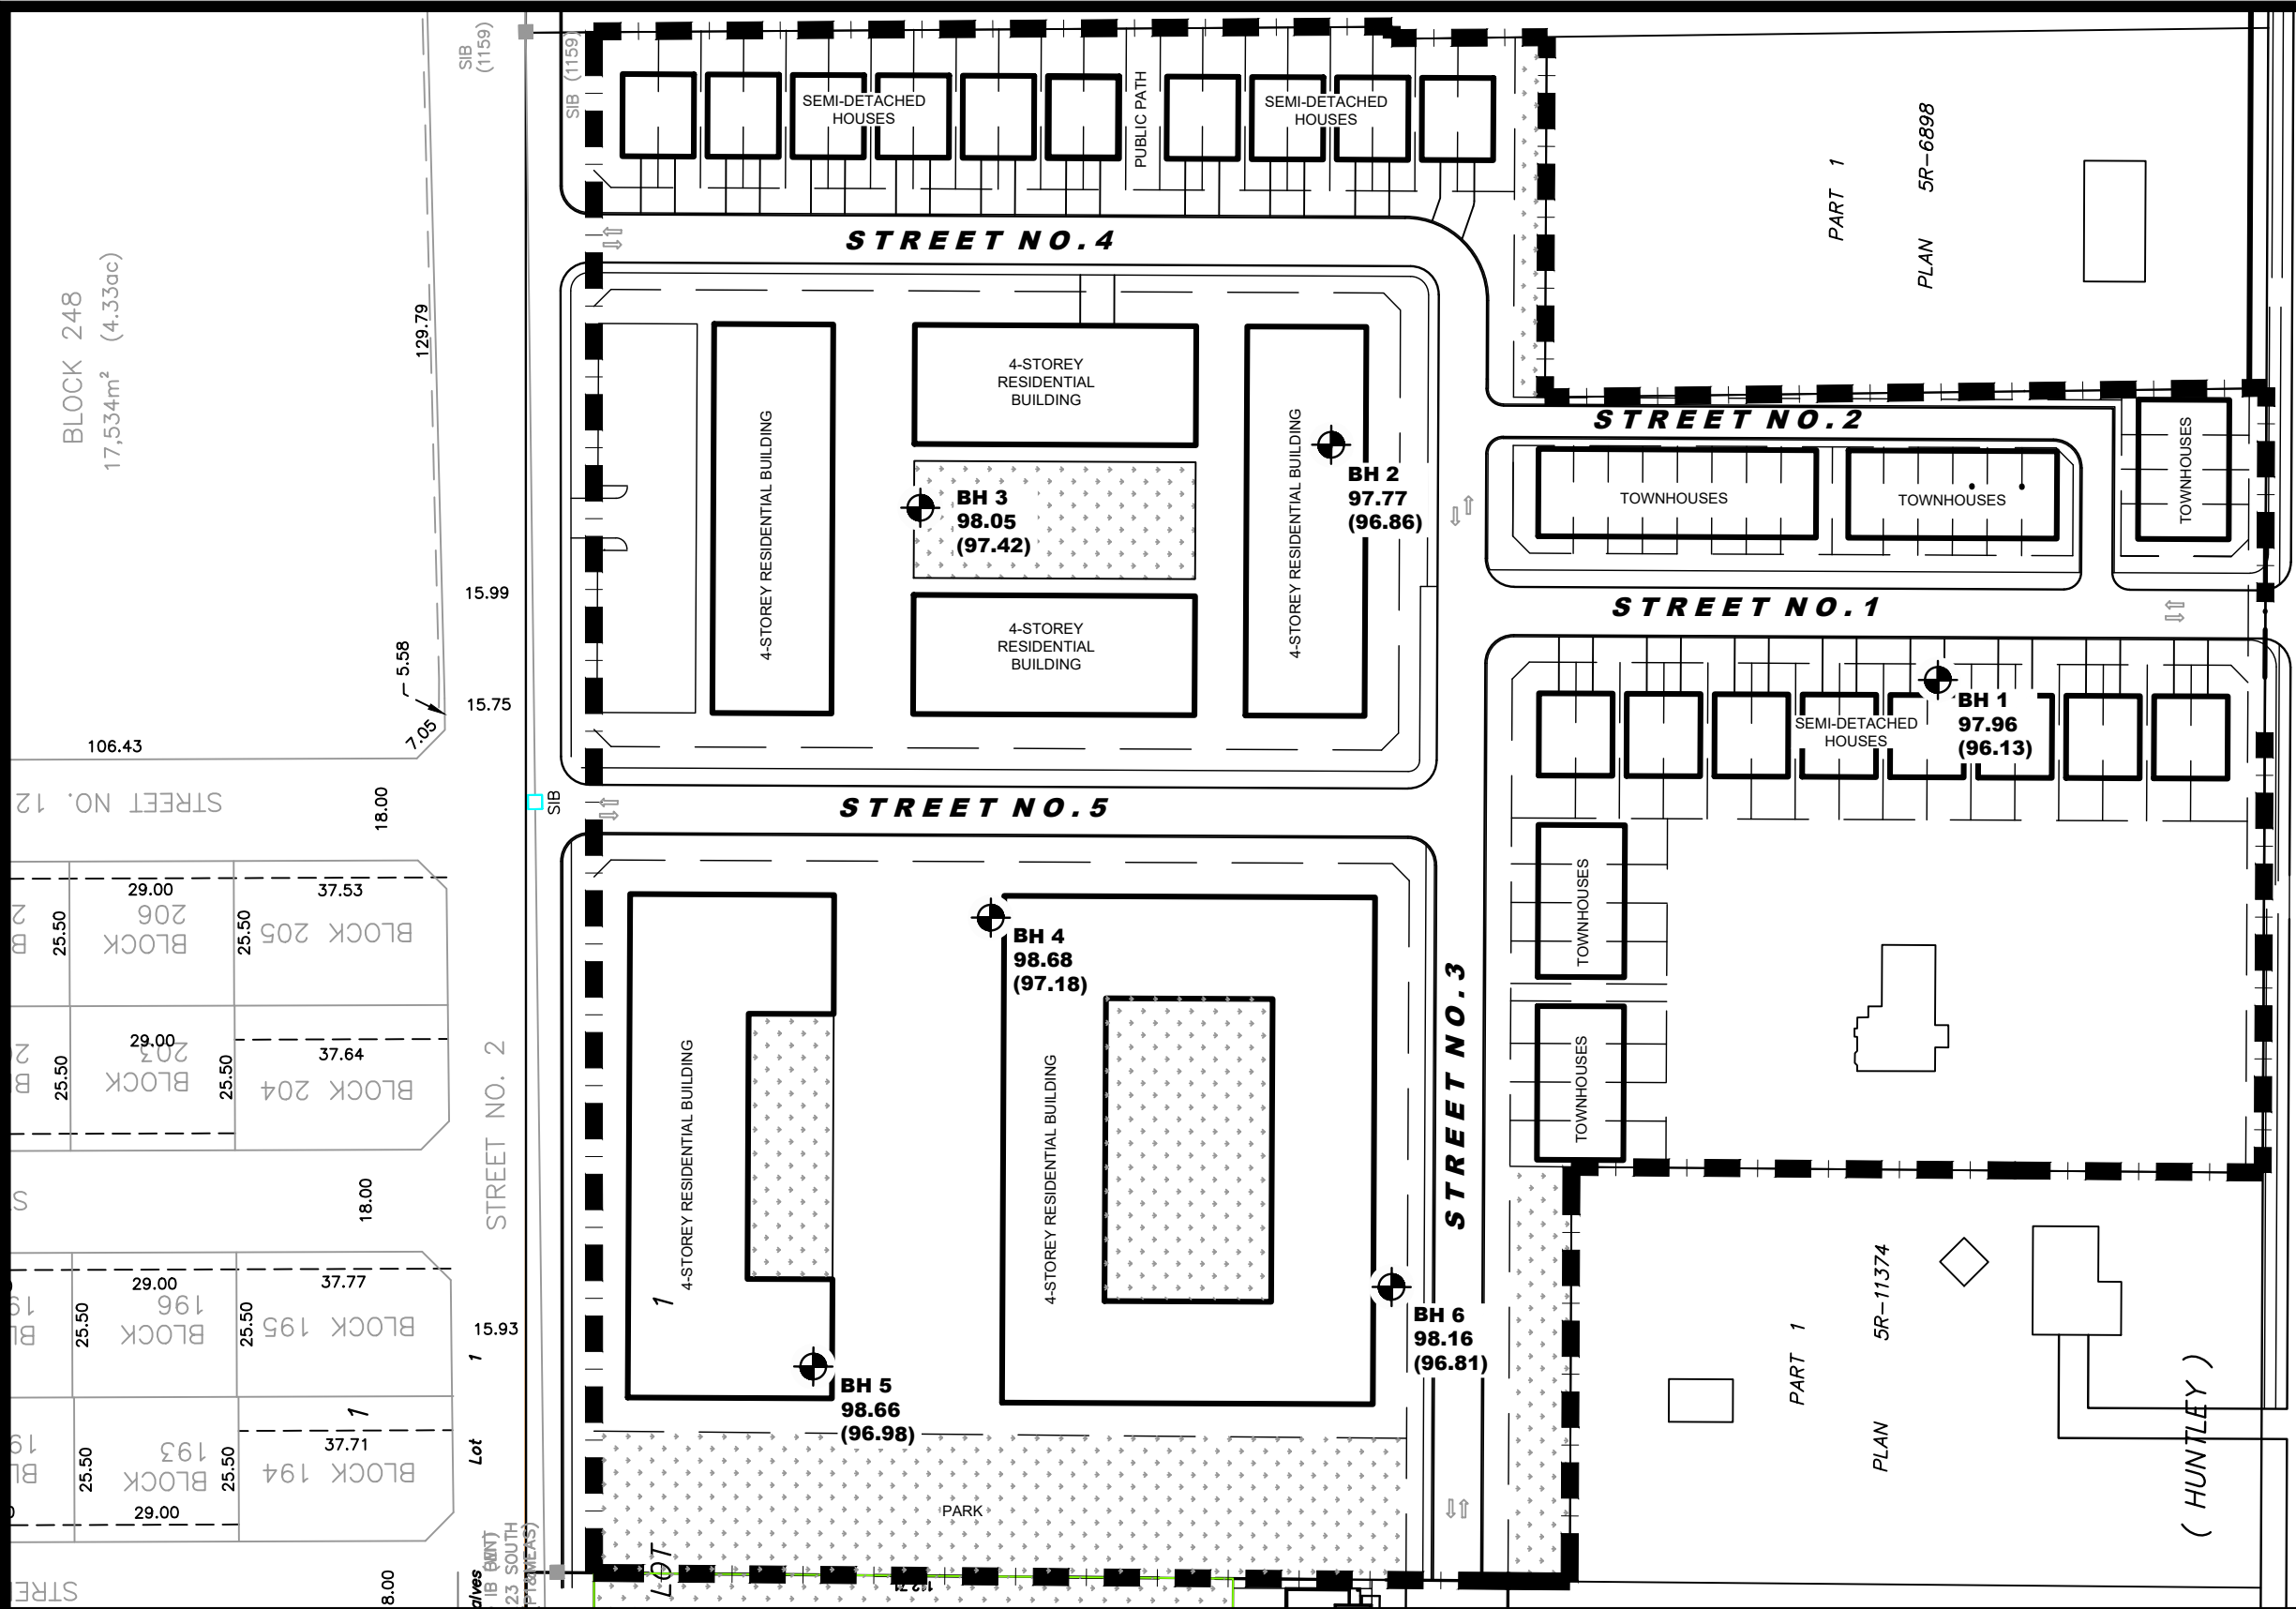 SIB
(1159)
SIB (1159)
SEMI-DETACHED
HOUSES
PUBLIC PATH
SEMI-DETACHED
HOUSES
PART 1
PLAN 5R-6898
STREET NO.4
BLOCK 248
17,534m² (4.33ac)
129.79
4-STOREY RESIDENTIAL BUILDING
4-STOREY
RESIDENTIAL
BUILDING
4-STOREY RESIDENTIAL BUILDING
BH 2
97.77
(96.86)
BH 3
98.05
(97.42)
4-STOREY
RESIDENTIAL
BUILDING
STREET NO.2
TOWNHOUSES
TOWNHOUSES
TOWNHOUSES
STREET NO.1
15.99
5.58
15.75
7.05
106.43
BH 1
97.96
(96.13)
SEMI-DETACHED
HOUSES
STREET NO. 12
18.00
SIB
STREET NO.5
29.00
37.53
206
BLOCK
BLOCK 205
25.50
25.50
BH 4
98.68
(97.18)
TOWNHOUSES
29.00
203
BLOCK
37.64
BLOCK 204
25.50
25.50
STREET NO. 2
18.00
4-STOREY RESIDENTIAL BUILDING
4-STOREY RESIDENTIAL BUILDING
STREET NO.3
TOWNHOUSES
29.00
37.77
196
BLOCK
BLOCK 195
25.50
25.50
15.93
1
1
BH 6
98.16
(96.81)
BH 5
98.66
(96.98)
PART 1
PLAN 5R-11374
( HUNTLEY )
1
193
BLOCK
37.71
BLOCK 194
25.50
25.50
29.00
Lot
PARK
LOT
8.00
23 SOUTH